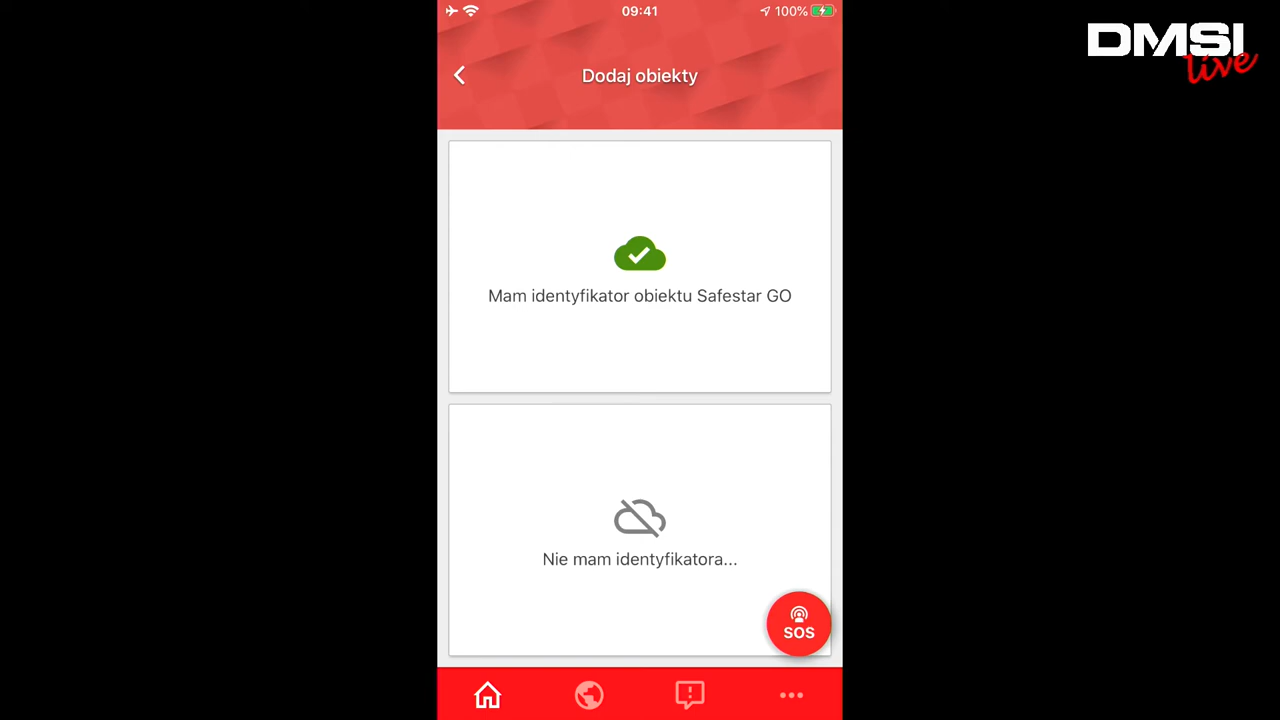 09:41
100%
DMSI
live
Dodaj obiekty
Mam identyfikator obiektu Safestar GO
Nie mam identyfikatora...
SOS